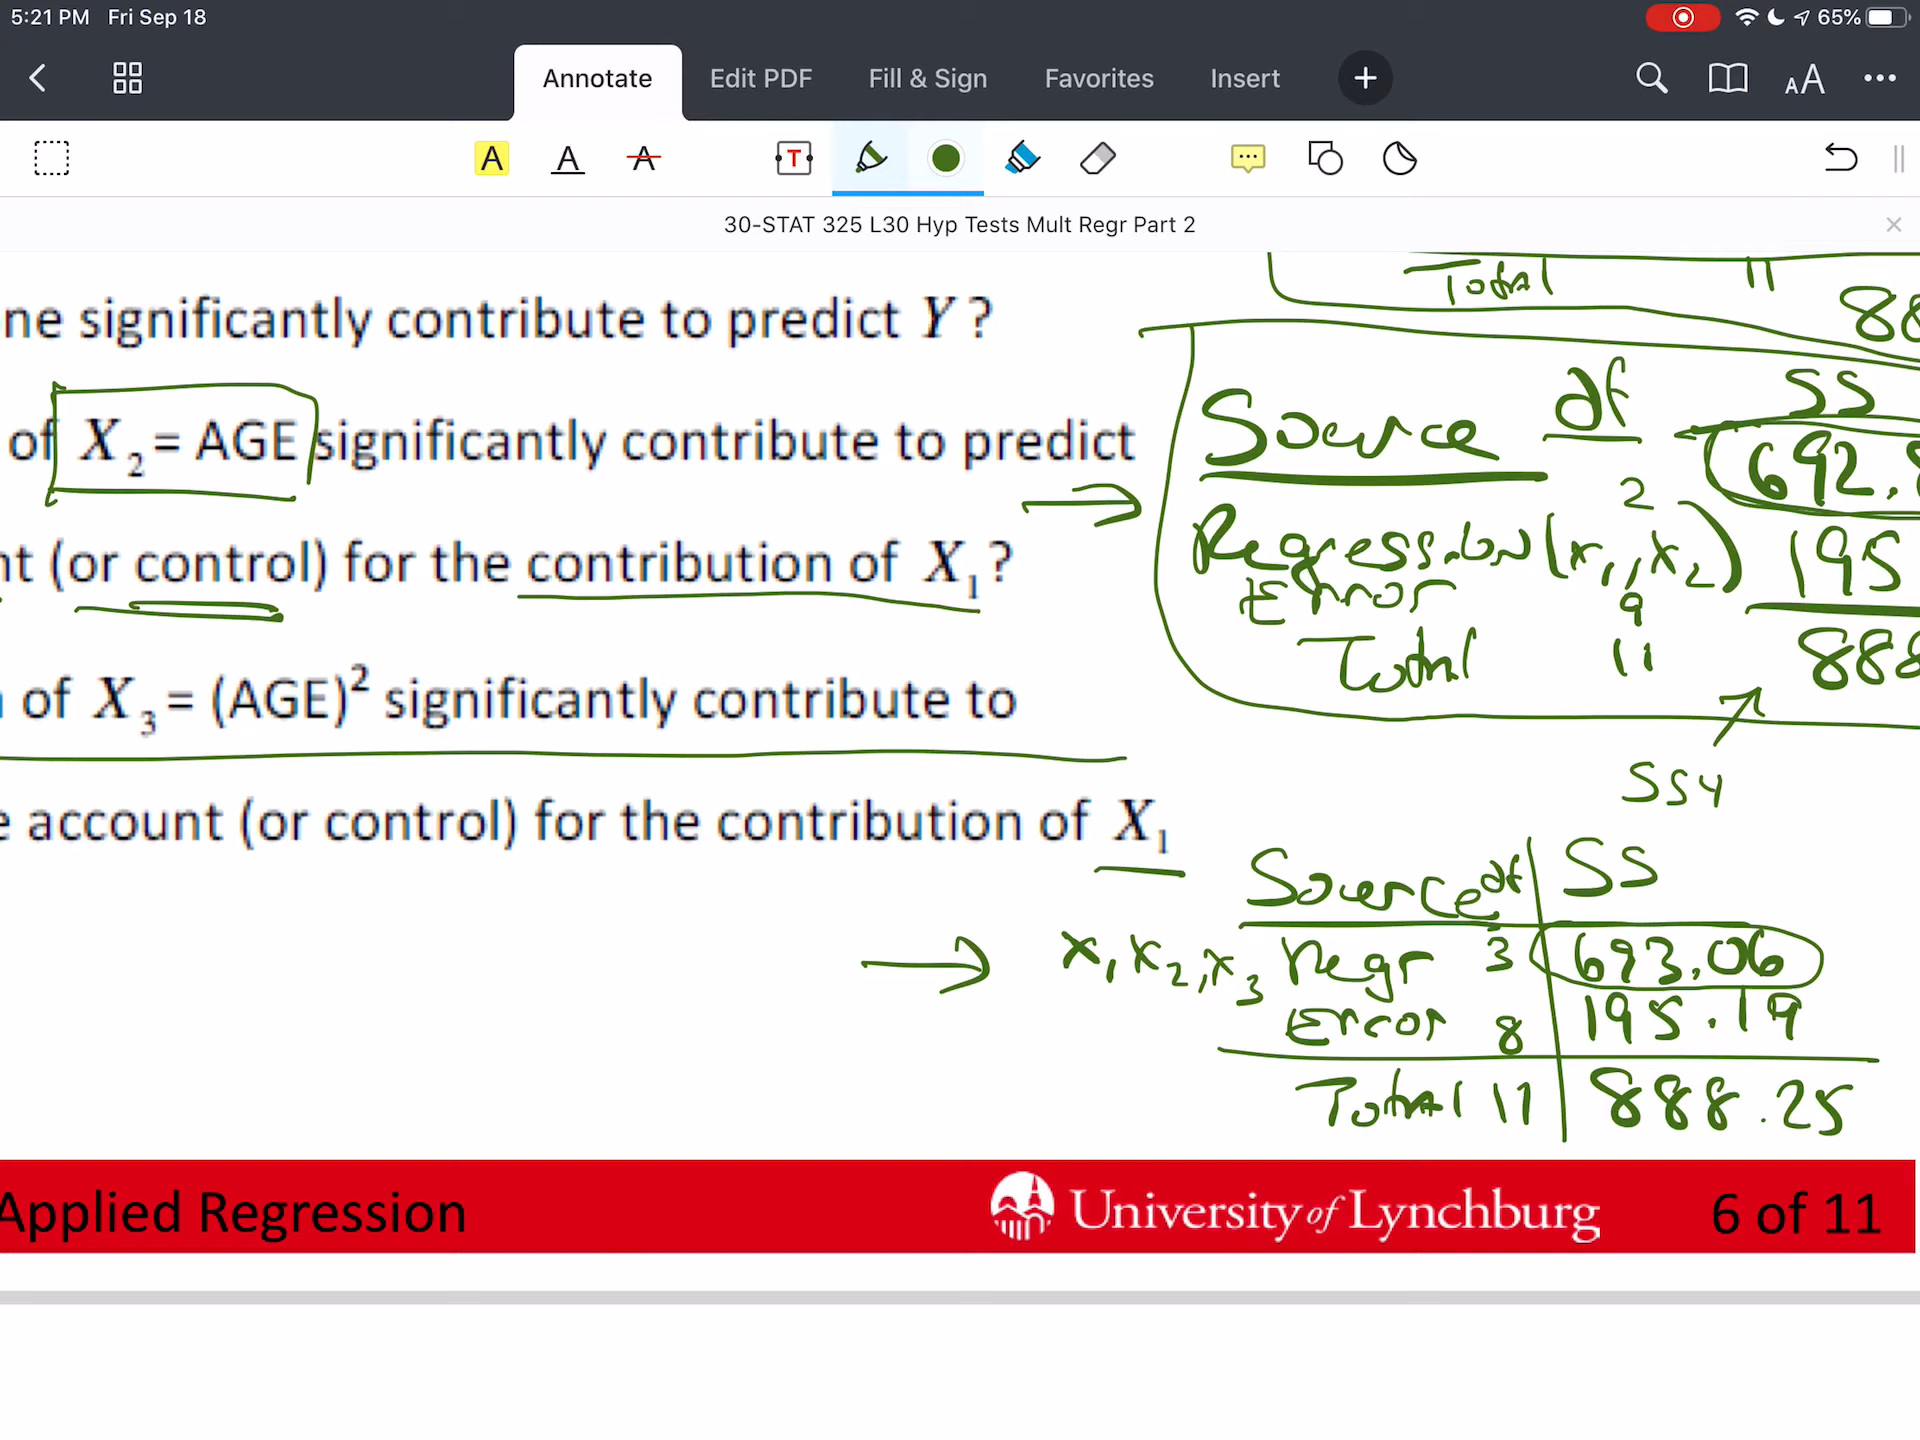 5:21 PM Fri Sep 18
65%
Annotate Edit PDF Fill & Sign Favorites Insert
30-STAT 325 L30 Hyp Tests Mult Regr Part 2
Total 11
88
ne significantly contribute to predict Y ?
of X₂ = AGE significantly contribute to predict
nt (or control) for the contribution of X₁ ?
of X₃ = (AGE)² significantly contribute to
e account (or control) for the contribution of X₁
Source df SS
Regression (x₁, x₂) 2 692.8
Error 9 195
Total 11 888
SSY
Source df SS
x₁, x₂, x₃ Regr 3 693.06
Error 8 195.19
Total 11 888.25
Applied Regression
University of Lynchburg
6 of 11